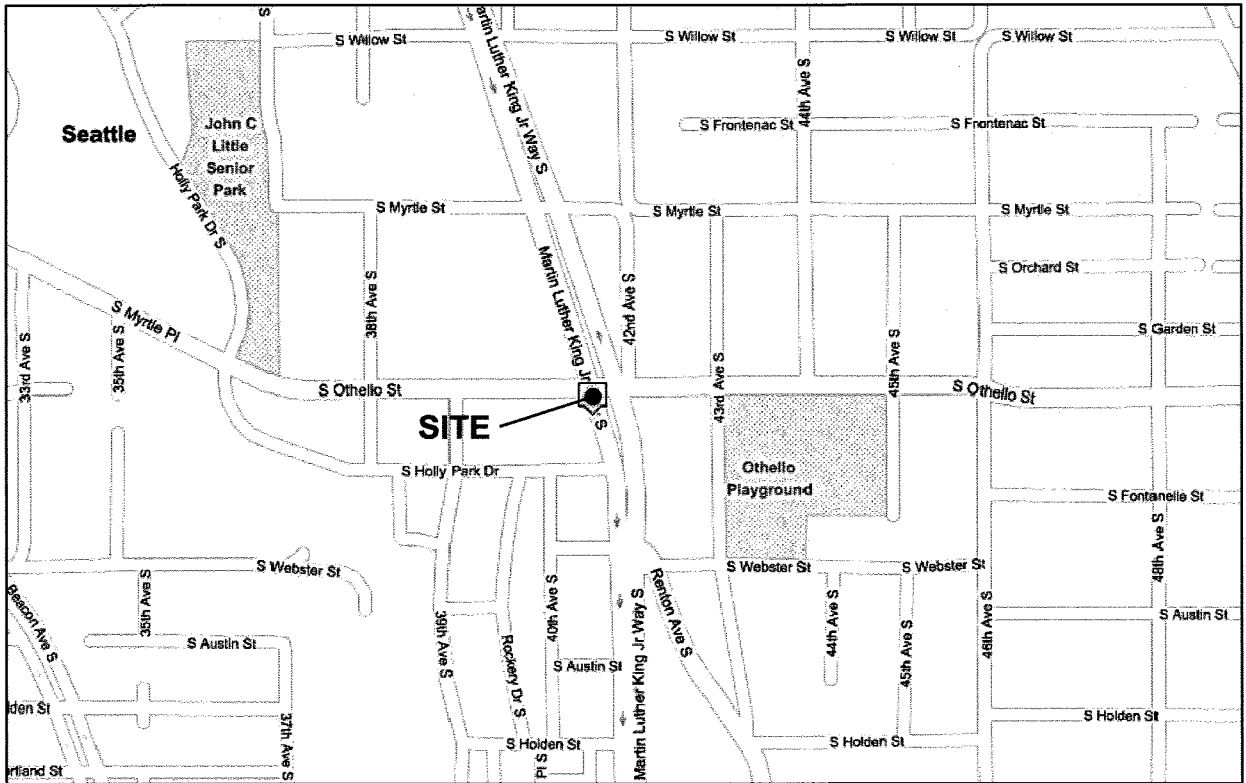 S
S Willow St
S Willow St
S Willow St
S Willow St
artin Luther King Jr Way S
44th Ave S
S Frontenac St
S Frontenac St
Seattle
John C
Little
Senior
Park
Holly Park Dr S
S Myrtle St
S Myrtle St
S Myrtle St
S Orchard St
Martin Luther King Jr
S
42nd Ave S
38th Ave S
S Myrtle Pl
33rd Ave S
35th Ave S
S Garden St
43rd Ave S
45th Ave S
S Othello St
S Othello St
SITE
S Holly Park Dr
Othello
Playground
S Fontanelle St
48th Ave S
S Webster St
S Webster St
S Webster St
Beacon Ave S
35th Ave S
39th Ave S
Rockery Dr S
40th Ave S
Martin Luther King Jr Way S
Renton Ave S
44th Ave S
45th Ave S
46th Ave S
S Austin St
S Austin St
S Austin St
lden St
37th Ave S
S Holden St
Pl S
S Holden St
S Holden St
rtland St